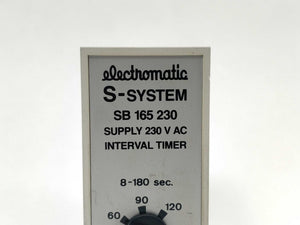 electromatic
S-SYSTEM
SB 165 230
SUPPLY 230 V AC
INTERVAL TIMER
8-180 sec.
90
60 120